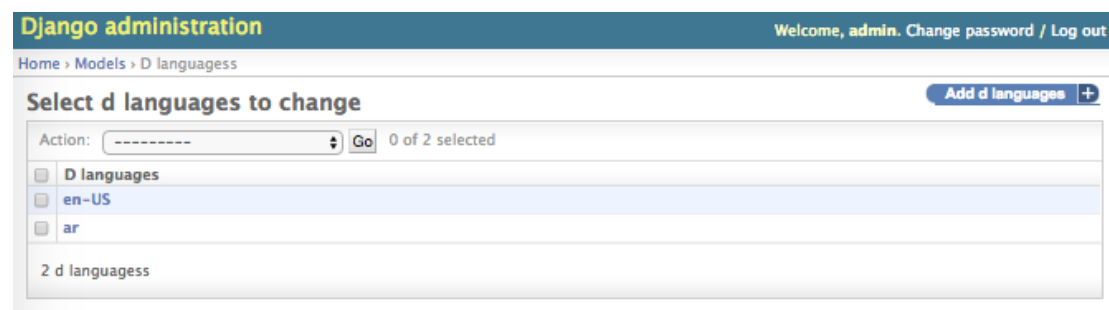 Django administration
Welcome, admin. Change password / Log out
Home › Models › D languagess
Select d languages to change
Add d languages +
Action: --------- Go 0 of 2 selected
D languages
en-US
ar
2 d languagess